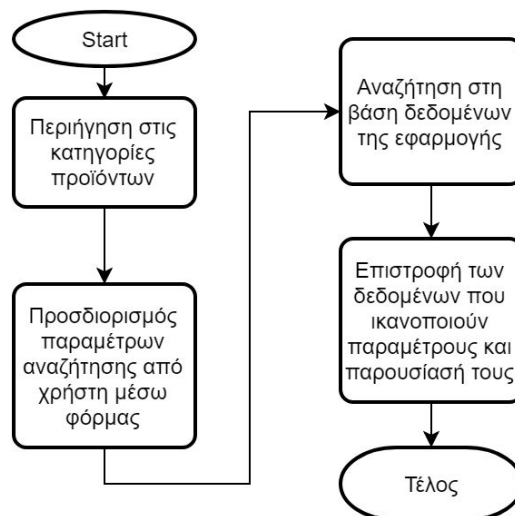 Start
Περιήγηση στις
κατηγορίες
προϊόντων
Προσδιορισμός
παραμέτρων
αναζήτησης από
χρήστη μέσω
φόρμας
Αναζήτηση στη
βάση δεδομένων
της εφαρμογής
Επιστροφή των
δεδομένων που
ικανοποιούν
παραμέτρους και
παρουσίασή τους
Τέλος